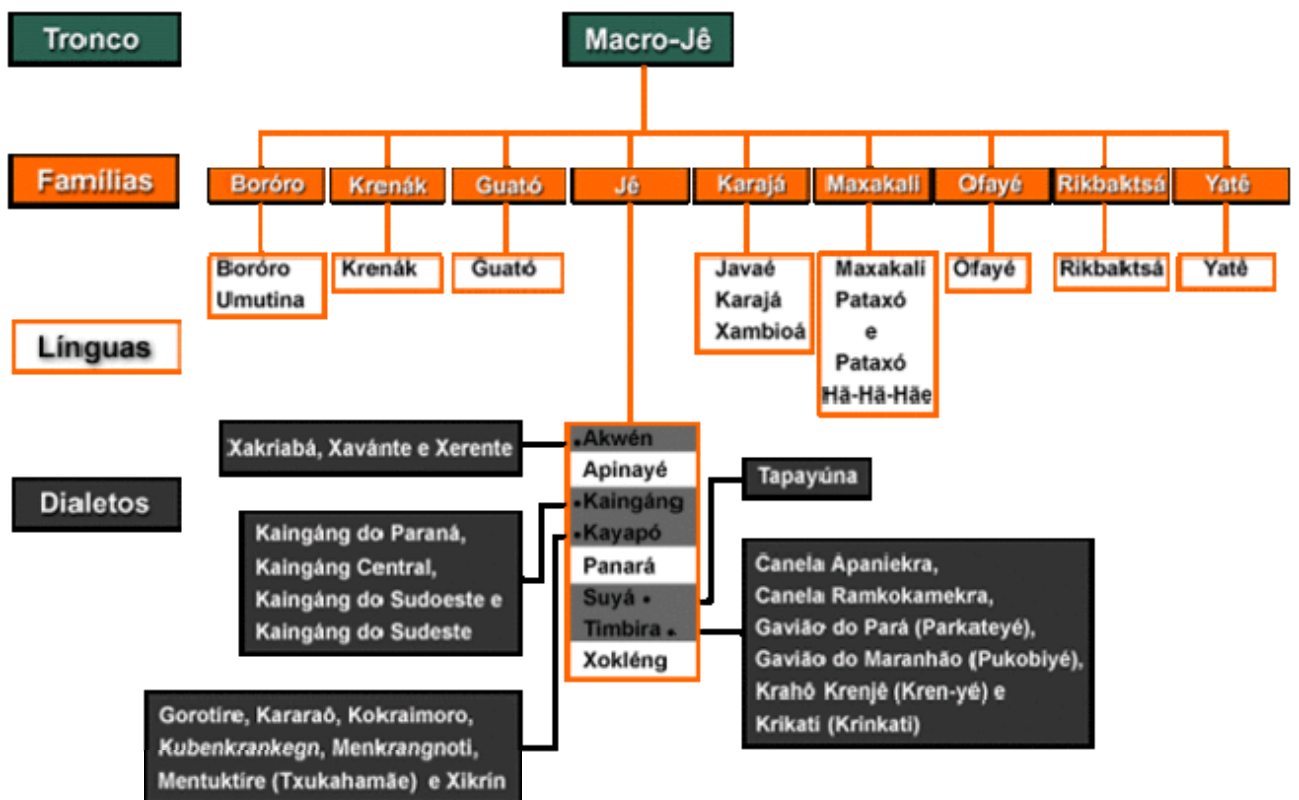 Tronco
Macro-Jê
Famílias
Boróro
Krenák
Guató
Jê
Karajá
Maxakali
Ofayé
Rikbaktsá
Yatê
Boróro
Umutina
Krenák
Guató
Javaé
Karajá
Xambioá
Maxakalí
Pataxó
e
Pataxó
Hã-Hã-Hãe
Ofayé
Rikbaktsá
Yatê
Línguas
Xakriabá, Xavánte e Xerente
Akwén
Apinayé
Kaingáng
Kayapó
Panará
Suyá
Timbira
Xokléng
Tapayúna
Dialetos
Kaingáng do Paraná,
Kaingáng Central,
Kaingáng do Sudoeste e
Kaingáng do Sudeste
Canela Apaniekra,
Canela Ramkokamekra,
Gavião do Pará (Parkateyé),
Gavião do Maranhão (Pukobiyé),
Krahô Krenjê (Kren-yé) e
Krikatí (Krinkati)
Gorotire, Kararaô, Kokraimoro,
Kubenkrankegn, Menkrangnoti,
Mentuktíre (Txukahamãe) e Xikrin